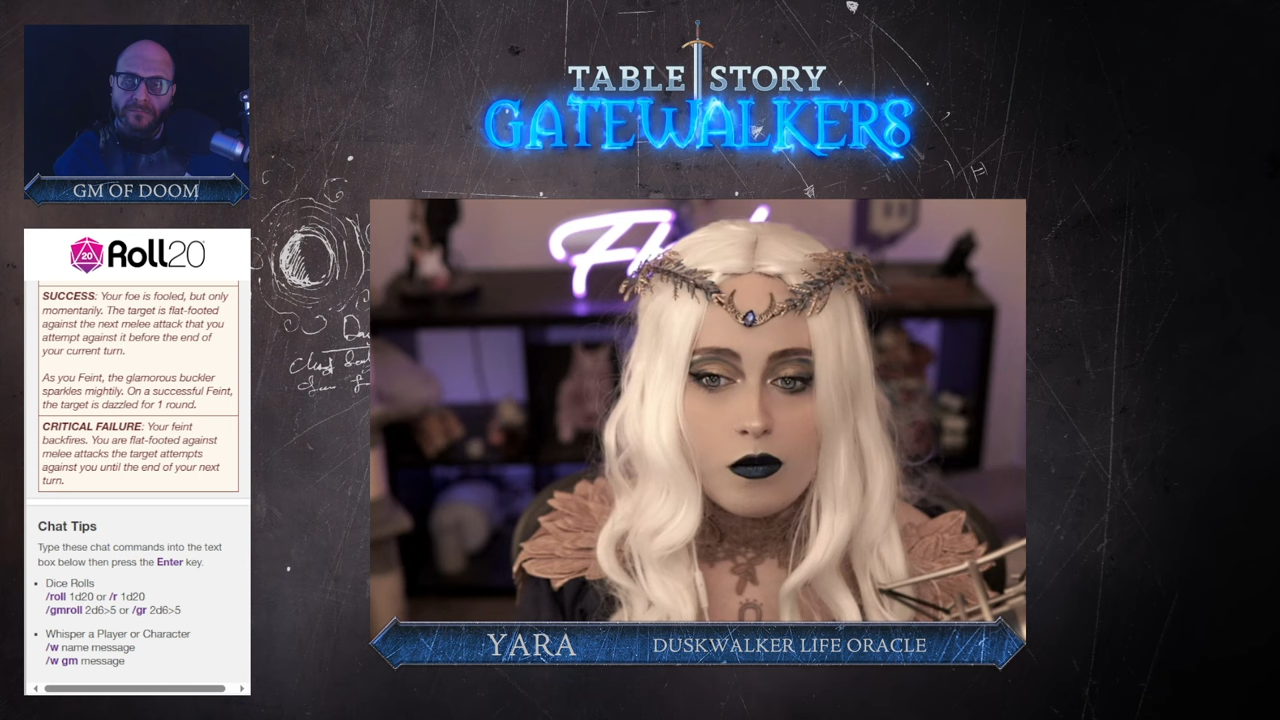 TABLE STORY
GATEWALKERS
GM OF DOOM
20
Roll20
SUCCESS: Your foe is fooled, but only
momentarily. The target is flat-footed
against the next melee attack that you
attempt against it before the end of
your current turn.
As you Feint, the glamorous buckler
sparkles mightily. On a successful Feint,
the target is dazzled for 1 round.
CRITICAL FAILURE: Your feint
backfires. You are flat-footed against
melee attacks the target attempts
against you until the end of your next
turn.
Chat Tips
Type these chat commands into the text
box below then press the Enter key.
• Dice Rolls
/roll 1d20 or /r 1d20
/gmroll 2d6>5 or /gr 2d6>5
• Whisper a Player or Character
/w name message
/w gm message
YARA
DUSKWALKER LIFE ORACLE